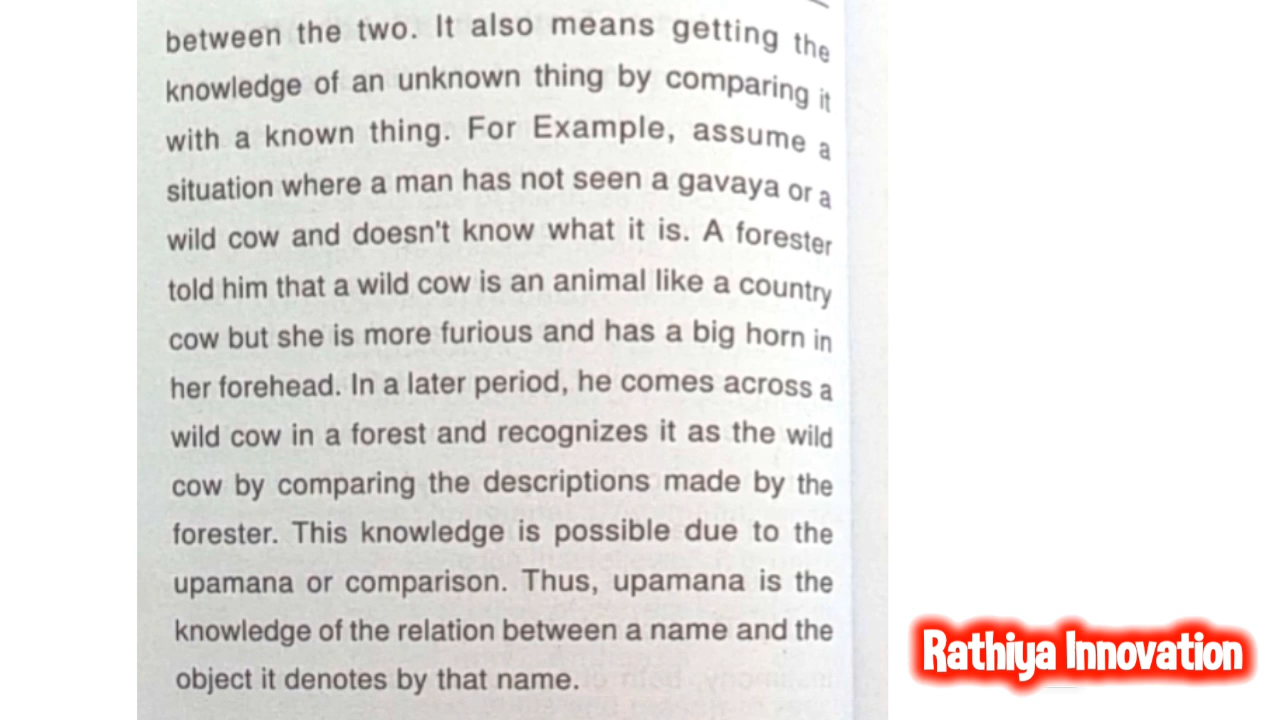 between the two. It also means getting the
knowledge of an unknown thing by comparing it
with a known thing. For Example, assume a
situation where a man has not seen a gavaya or a
wild cow and doesn't know what it is. A forester
told him that a wild cow is an animal like a country
cow but she is more furious and has a big horn in
her forehead. In a later period, he comes across a
wild cow in a forest and recognizes it as the wild
cow by comparing the descriptions made by the
forester. This knowledge is possible due to the
upamana or comparison. Thus, upamana is the
knowledge of the relation between a name and the
object it denotes by that name.
Rathiya Innovation